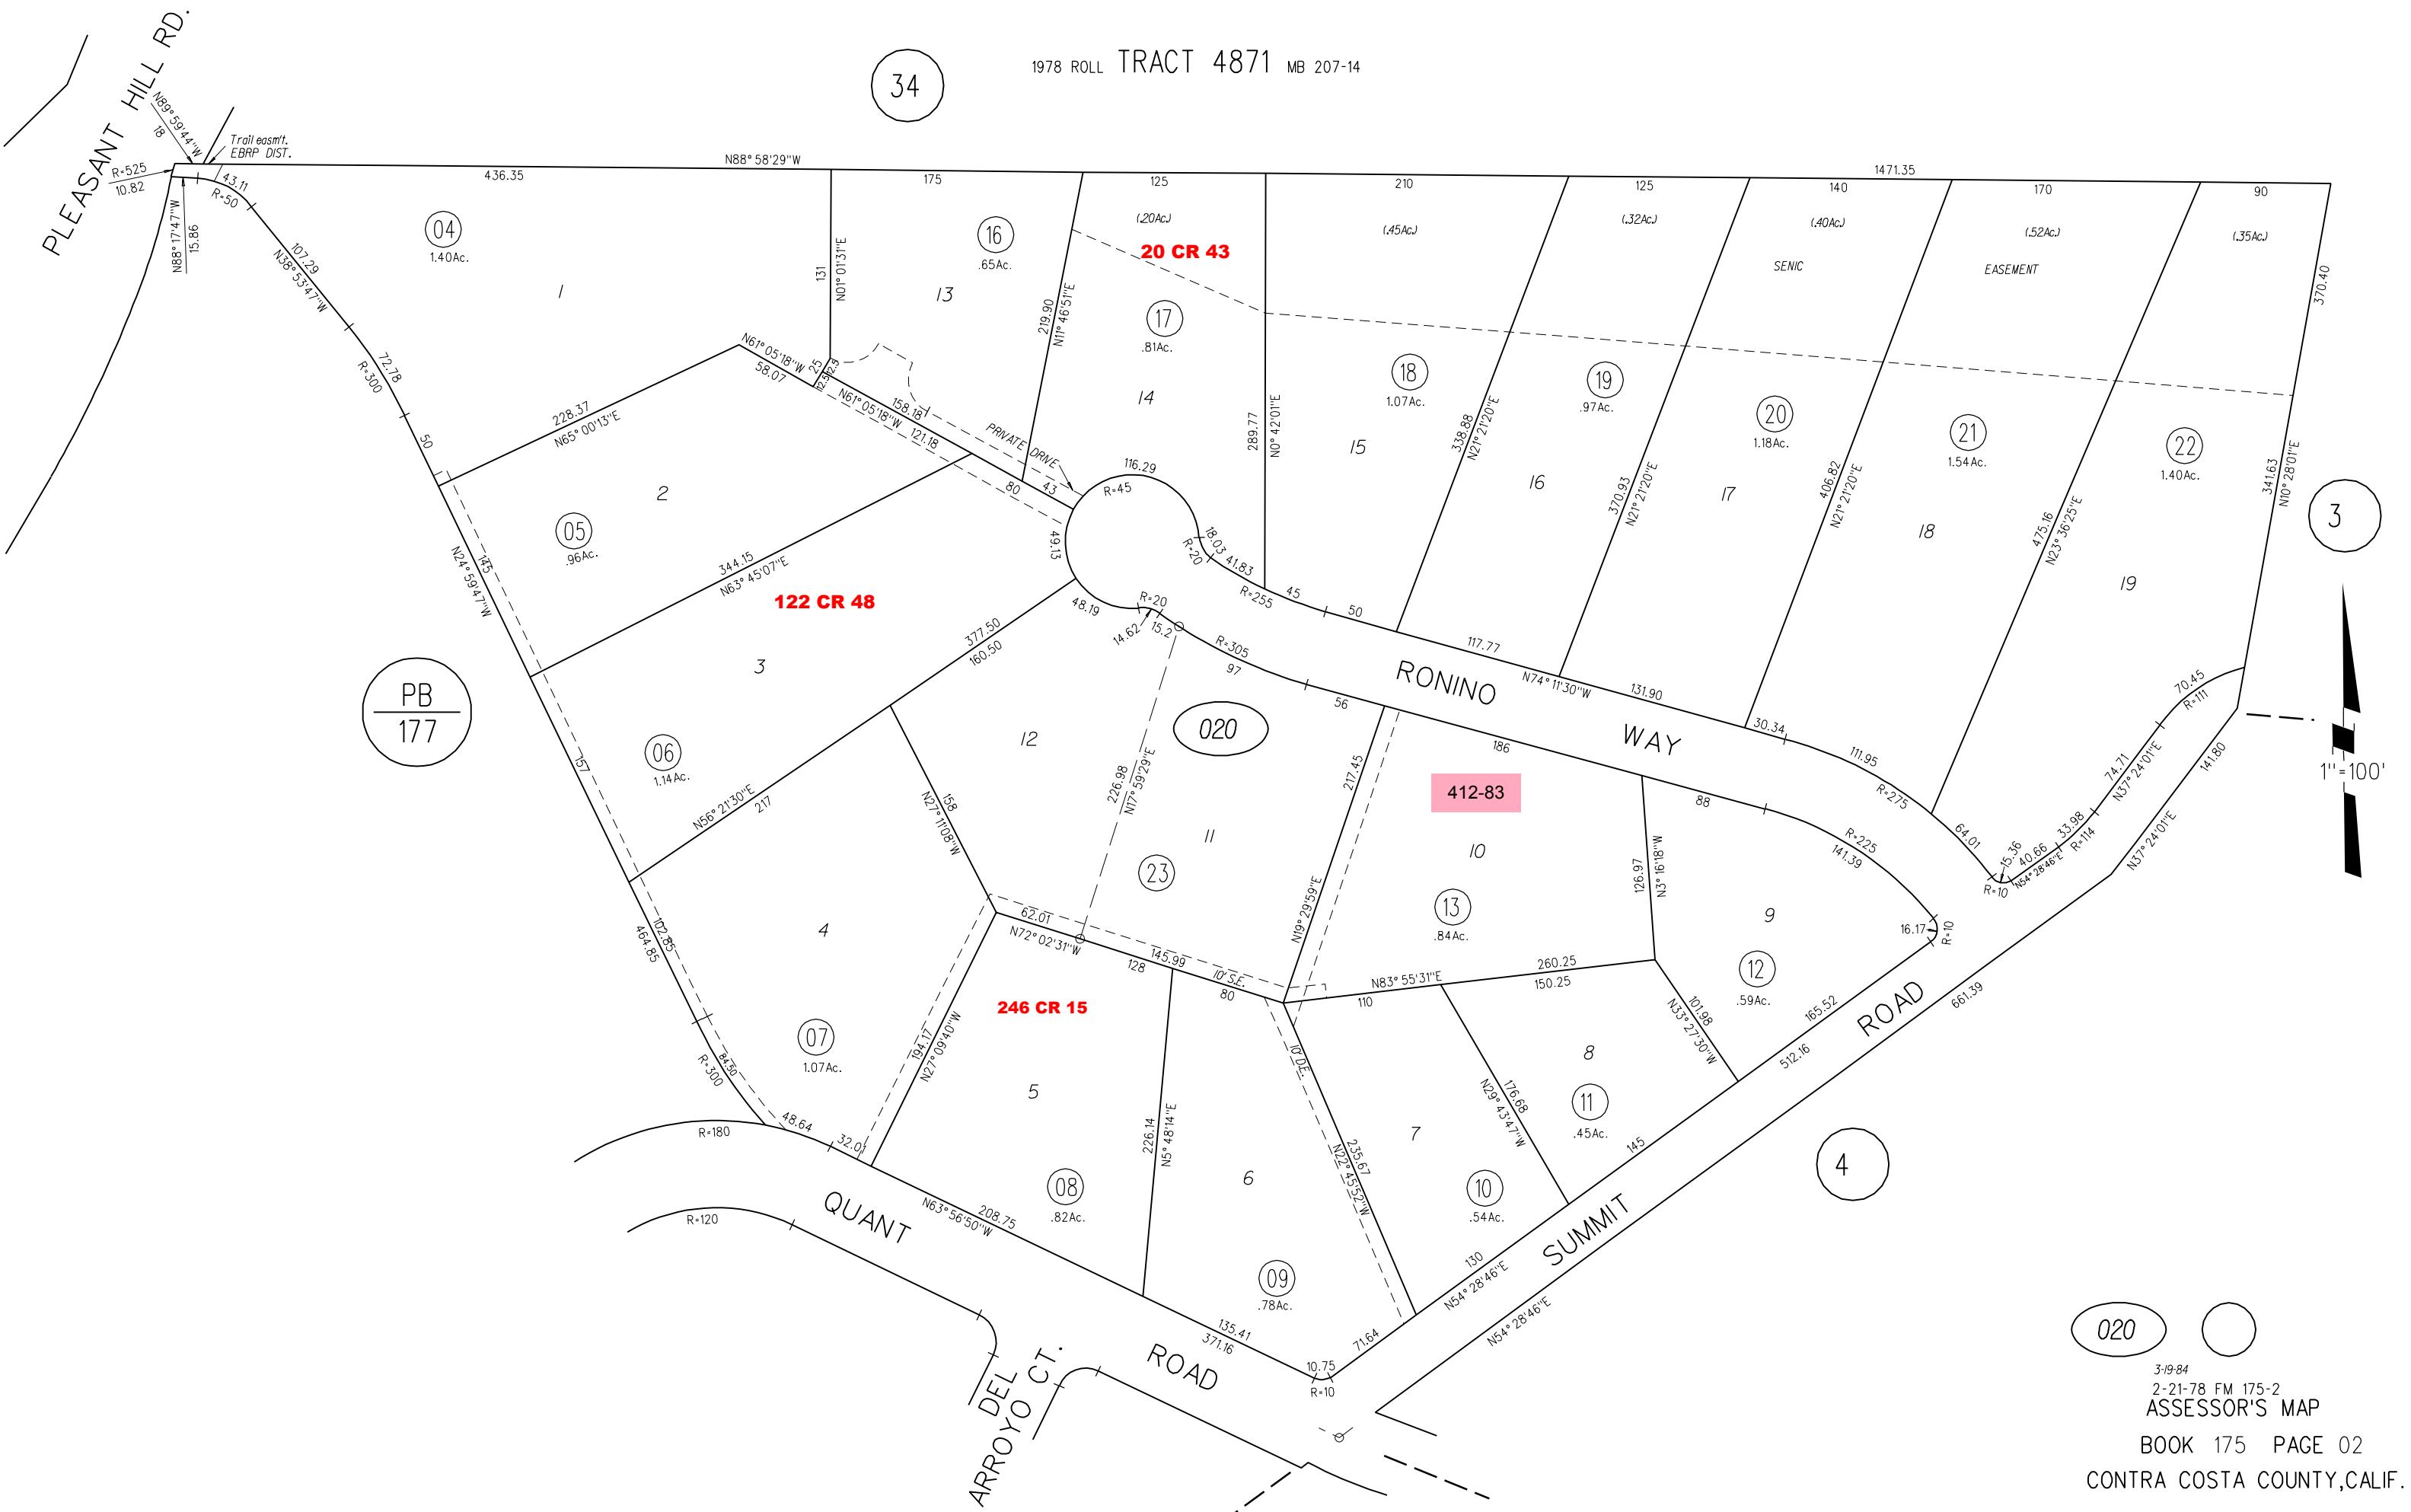 34
1978 ROLL TRACT 4871 MB 207-14
PLEASANT HILL RD.
N89°59'44"W
18
Trail easm't.
EBRP DIST.
R=525
10.82
43.11
R=50
N88°17'47"W
15.86
N88°58'29"W
1471.35
436.35
175
125
210
125
140
170
90
(.20Ac.)
(.45Ac.)
(.32Ac.)
(.40Ac.)
(.52Ac.)
(.35Ac.)
20 CR 43
SENIC
EASEMENT
370.40
04
1.40Ac.
1
16
.65Ac.
13
131
N01°01'31"E
219.90
N11°46'51"E
17
.81Ac.
14
289.77
N0°42'01"E
18
1.07Ac.
15
338.88
N21°21'20"E
19
.97Ac.
16
370.93
N21°21'20"E
20
1.18Ac.
17
406.82
N21°21'20"E
21
1.54Ac.
18
475.16
N23°36'25"E
22
1.40Ac.
19
341.63
N10°28'01"E
3
107.29
N38°53'47"W
72.78
R=300
50
N61°05'18"W
58.07
25
12.5
12.5
158.18
N61°05'18"W
121.18
PRIVATE DRIVE
80
43
116.29
R=45
49.13
48.19
18.03
R=20
41.83
R=255
45
50
117.77
N74°11'30"W
131.90
30.34
111.95
R=275
64.01
15.36
R=10
40.66
N54°28'46"E
33.98
R=114
74.71
N37°24'01"E
70.45
R=111
141.80
N37°24'01"E
1"=100'
228.37
N65°00'13"E
2
05
.96Ac.
145
N24°59'47"W
344.15
N63°45'07"E
122 CR 48
3
06
1.14Ac.
157
377.50
160.50
N56°21'30"E
217
R=20
14.62
15.2
R=305
97
56
RONINO
WAY
186
88
R=225
141.39
16.17
R=10
PB
177
12
020
11
23
226.98
N17°59'29"E
158
N27°11'08"W
217.45
N19°29'59"E
412-83
10
13
.84Ac.
126.97
N3°16'18"W
9
12
.59Ac.
62.01
N72°02'31"W
145.99
128
10' S.E.
80
N83°55'31"E
260.25
110
150.25
101.98
N33°27'30"W
165.52
512.16
661.39
ROAD
102.85
464.85
4
07
1.07Ac.
84.50
R=300
194.17
N27°09'40"W
246 CR 15
5
08
.82Ac.
226.14
N5°48'14"E
6
09
.78Ac.
10' D.E.
235.67
N22°45'52"W
7
10
.54Ac.
176.68
N29°43'47"W
8
11
.45Ac.
145
130
N54°28'46"E
SUMMIT
N54°28'46"E
4
R=180
48.64
32.01
R=120
QUANT
N63°56'50"W
208.75
135.41
371.16
ROAD
10.75
R=10
71.64
DEL
ARROYO CT.
020
3-19-84
2-21-78 FM 175-2
ASSESSOR'S MAP
BOOK 175 PAGE 02
CONTRA COSTA COUNTY,CALIF.